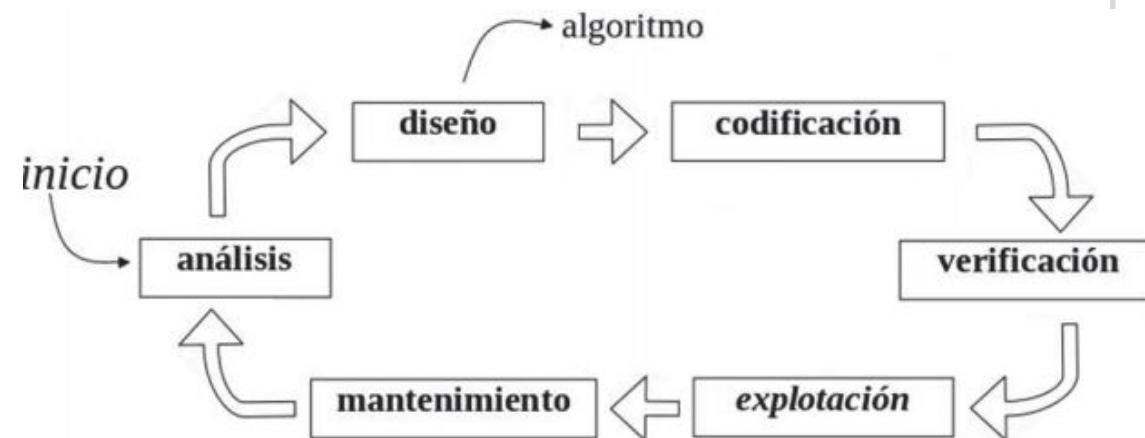 algoritmo
diseño
codificación
inicio
análisis
verificación
mantenimiento
explotación